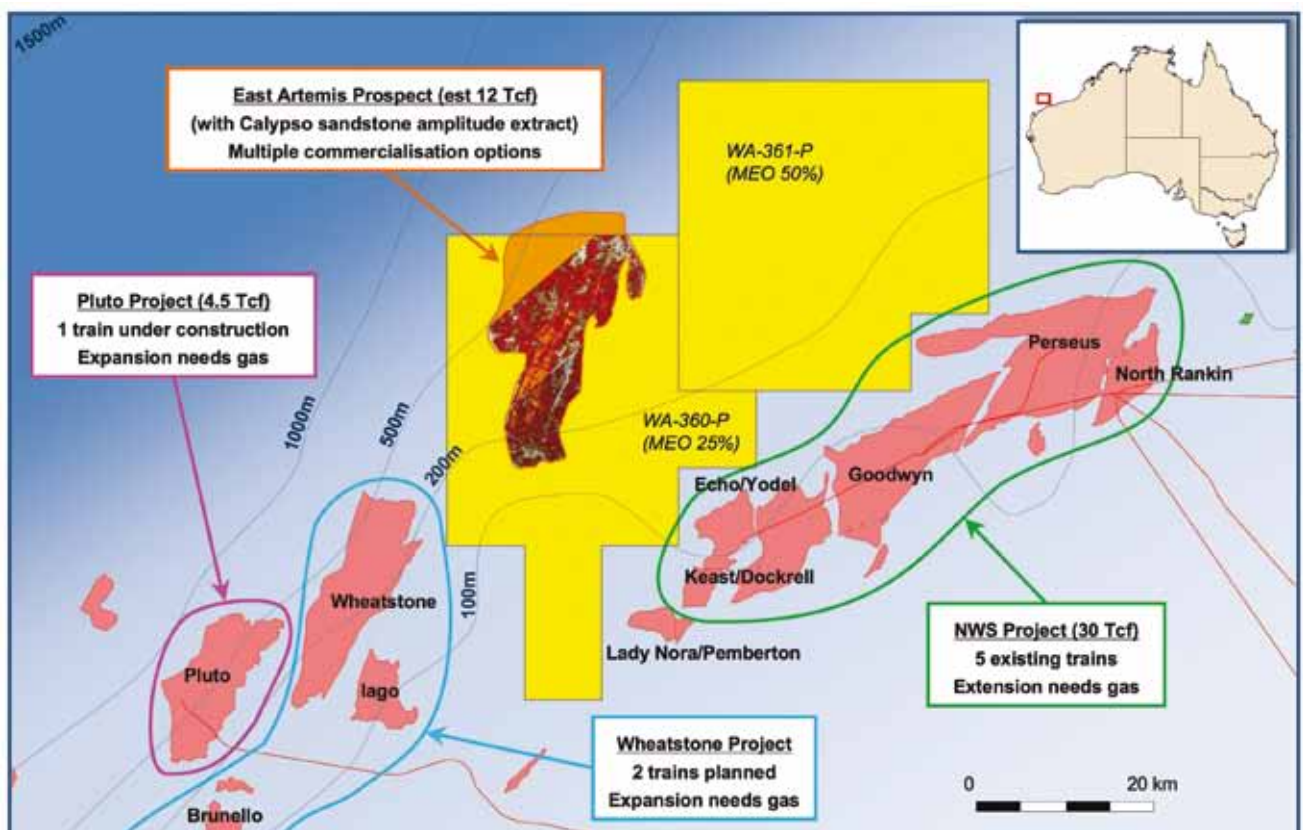 1500m
East Artemis Prospect (est 12 Tcf)
(with Calypso sandstone amplitude extract)
Multiple commercialisation options
WA-361-P
(MEO 50%)
Pluto Project (4.5 Tcf)
1 train under construction
Expansion needs gas
1000m
500m
200m
100m
WA-360-P
(MEO 25%)
Perseus
North Rankin
Goodwyn
Echo/Yodel
Keast/Dockrell
Lady Nora/Pemberton
Wheatstone
Pluto
Iago
Brunello
NWS Project (30 Tcf)
5 existing trains
Extension needs gas
Wheatstone Project
2 trains planned
Expansion needs gas
0 20 km